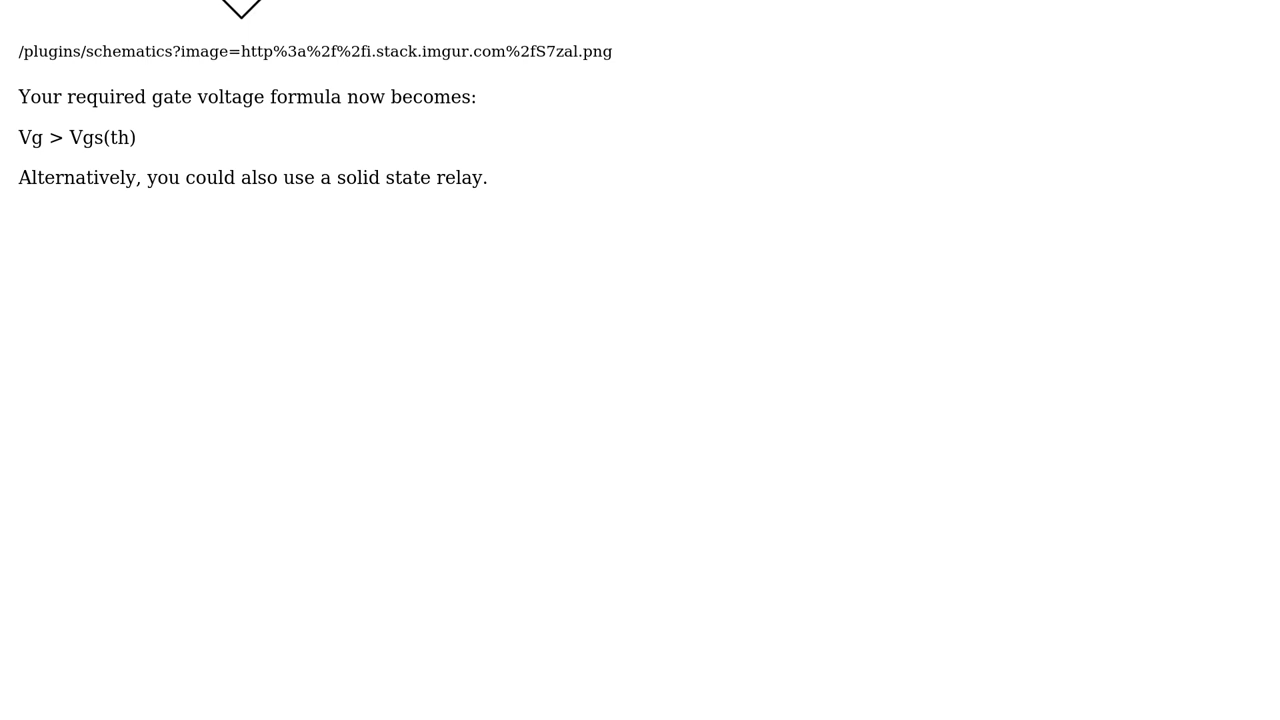 /plugins/schematics?image=http%3a%2f%2fi.stack.imgur.com%2fS7zal.png
Your required gate voltage formula now becomes:
Vg > Vgs(th)
Alternatively, you could also use a solid state relay.